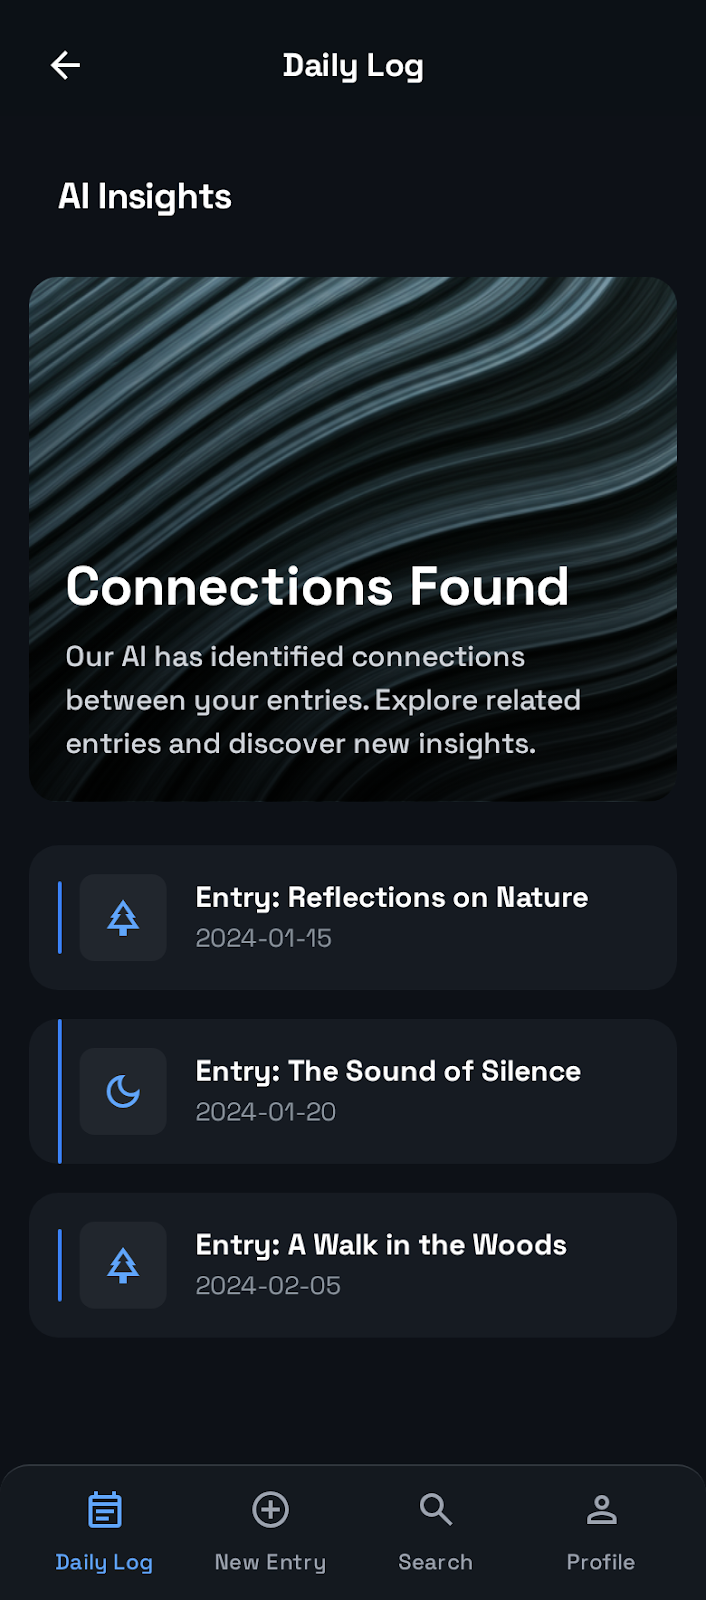 Daily Log
AI Insights
Connections Found
Our AI has identified connections
between your entries. Explore related
entries and discover new insights.
Entry: Reflections on Nature
2024-01-15
Entry: The Sound of Silence
2024-01-20
Entry: A Walk in the Woods
2024-02-05
Daily Log
New Entry
Search
Profile